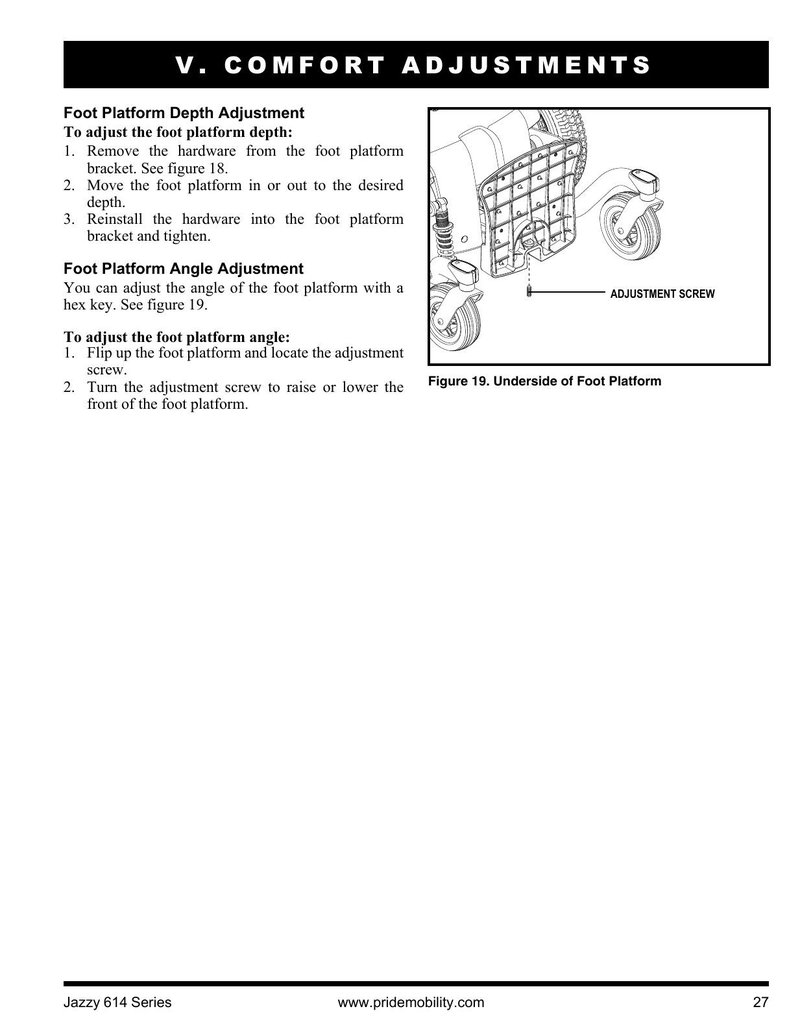 V. COMFORT ADJUSTMENTS
Foot Platform Depth Adjustment
To adjust the foot platform depth:
1. Remove the hardware from the foot platform
bracket. See figure 18.
2. Move the foot platform in or out to the desired
depth.
3. Reinstall the hardware into the foot platform
bracket and tighten.
Foot Platform Angle Adjustment
You can adjust the angle of the foot platform with a
hex key. See figure 19.
To adjust the foot platform angle:
1. Flip up the foot platform and locate the adjustment
screw.
2. Turn the adjustment screw to raise or lower the
front of the foot platform.
ADJUSTMENT SCREW
Figure 19. Underside of Foot Platform
Jazzy 614 Series www.pridemobility.com 27